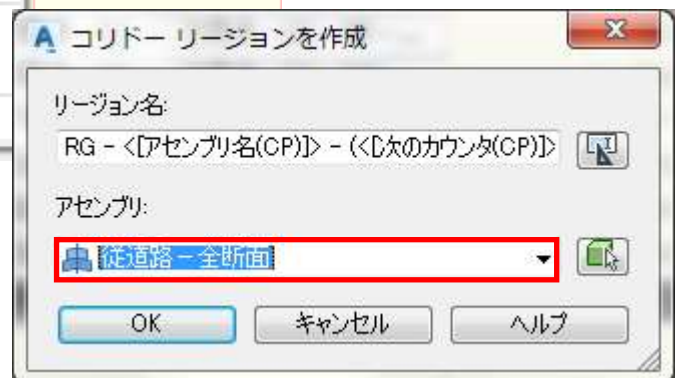 コリドー リージョンを作成
リージョン名:
RG - <[アセンブリ名(CP)]> - (<[次のカウンタ(CP)]>
アセンブリ:
従道路 - 全断面
OK キャンセル ヘルプ